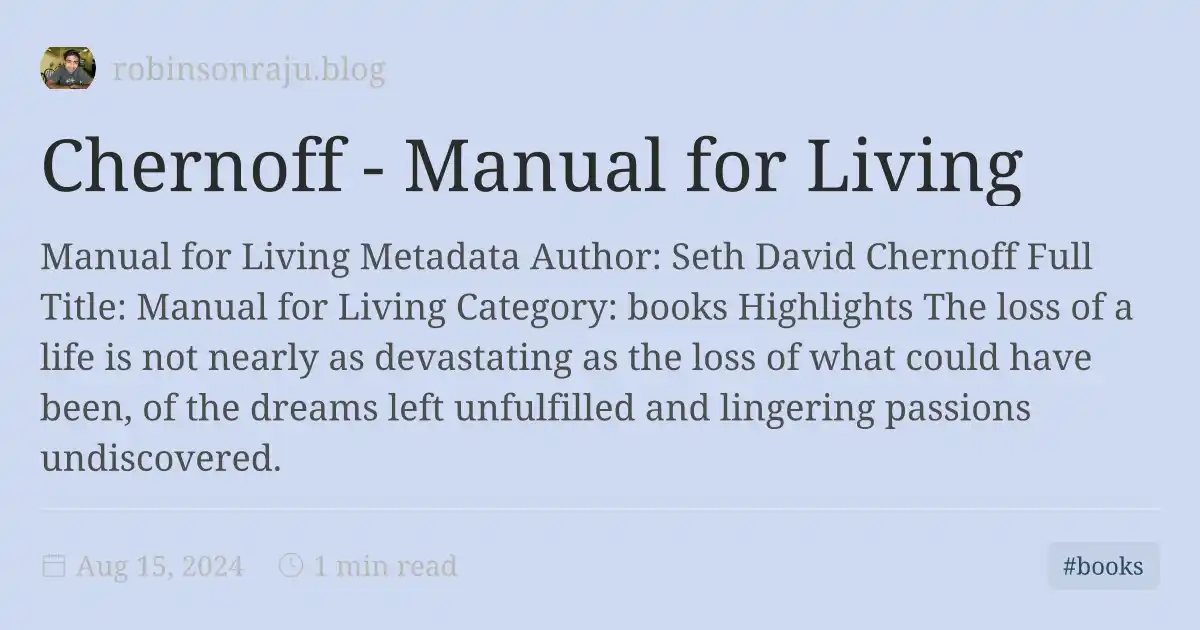 robinsonraju.blog
Chernoff - Manual for Living
Manual for Living Metadata Author: Seth David Chernoff Full
Title: Manual for Living Category: books Highlights The loss of a
life is not nearly as devastating as the loss of what could have
been, of the dreams left unfulfilled and lingering passions
undiscovered.
Aug 15, 2024
1 min read
#books